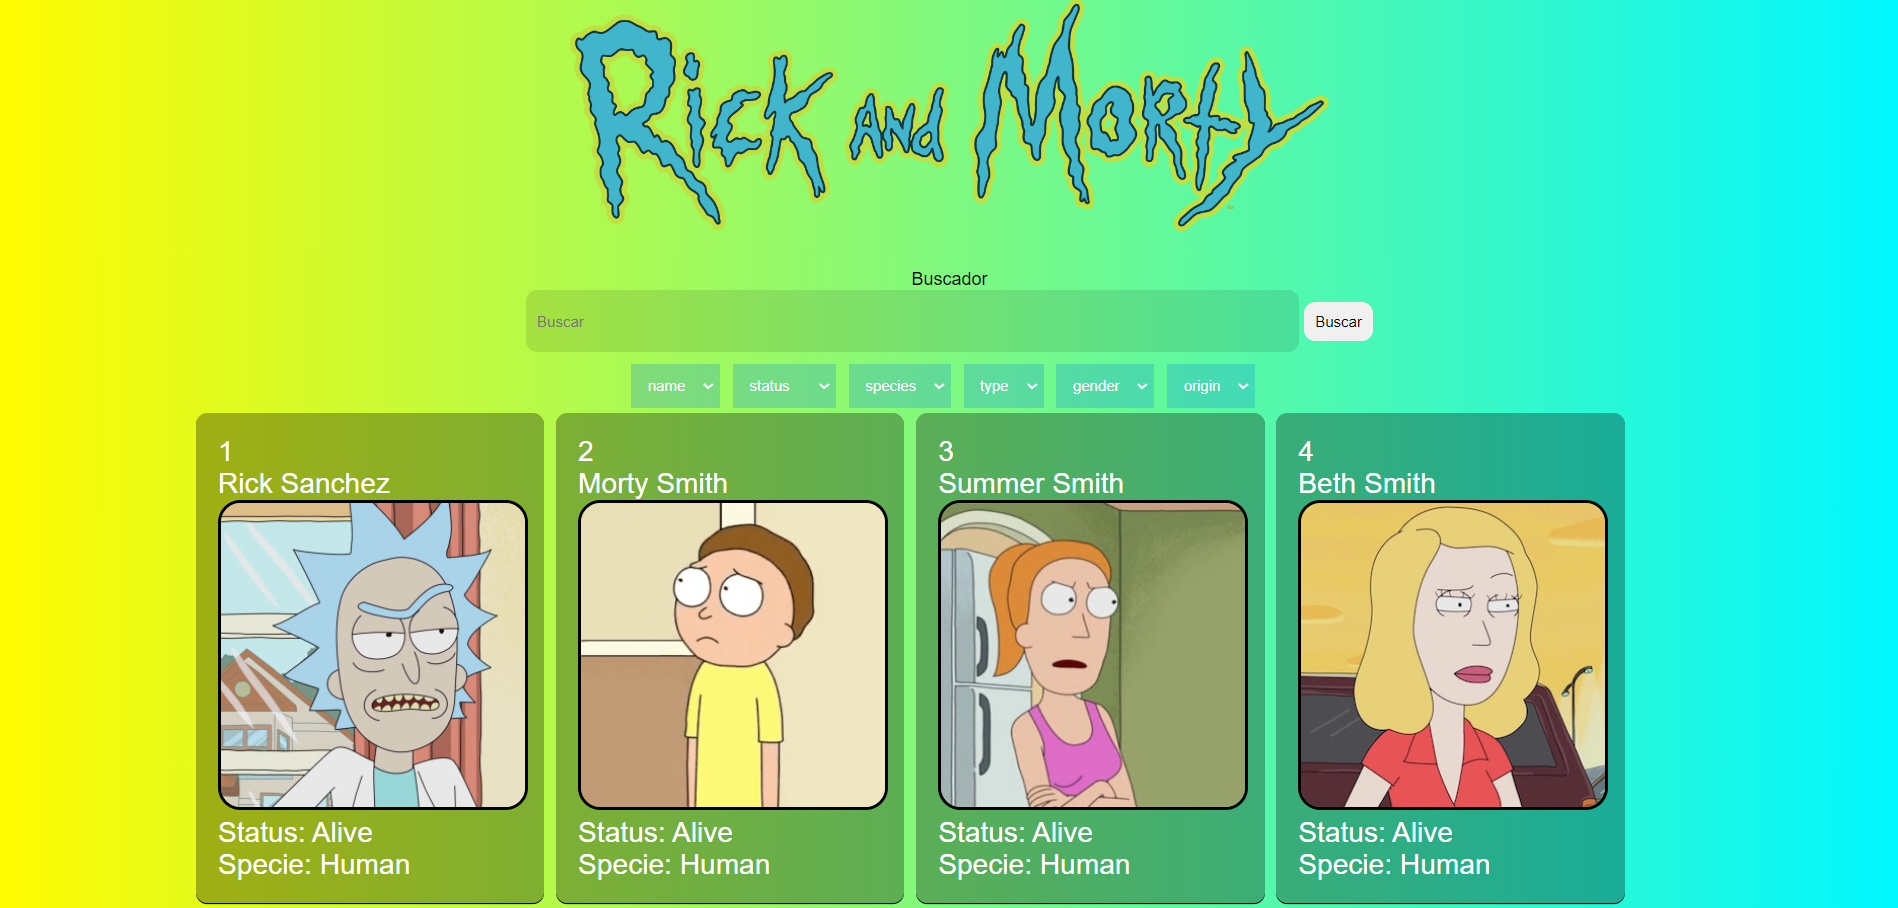 Rick and Morty
™
Buscador
Buscar Buscar
name status species type gender origin
1
Rick Sanchez
Status: Alive
Specie: Human
2
Morty Smith
Status: Alive
Specie: Human
3
Summer Smith
Status: Alive
Specie: Human
4
Beth Smith
Status: Alive
Specie: Human